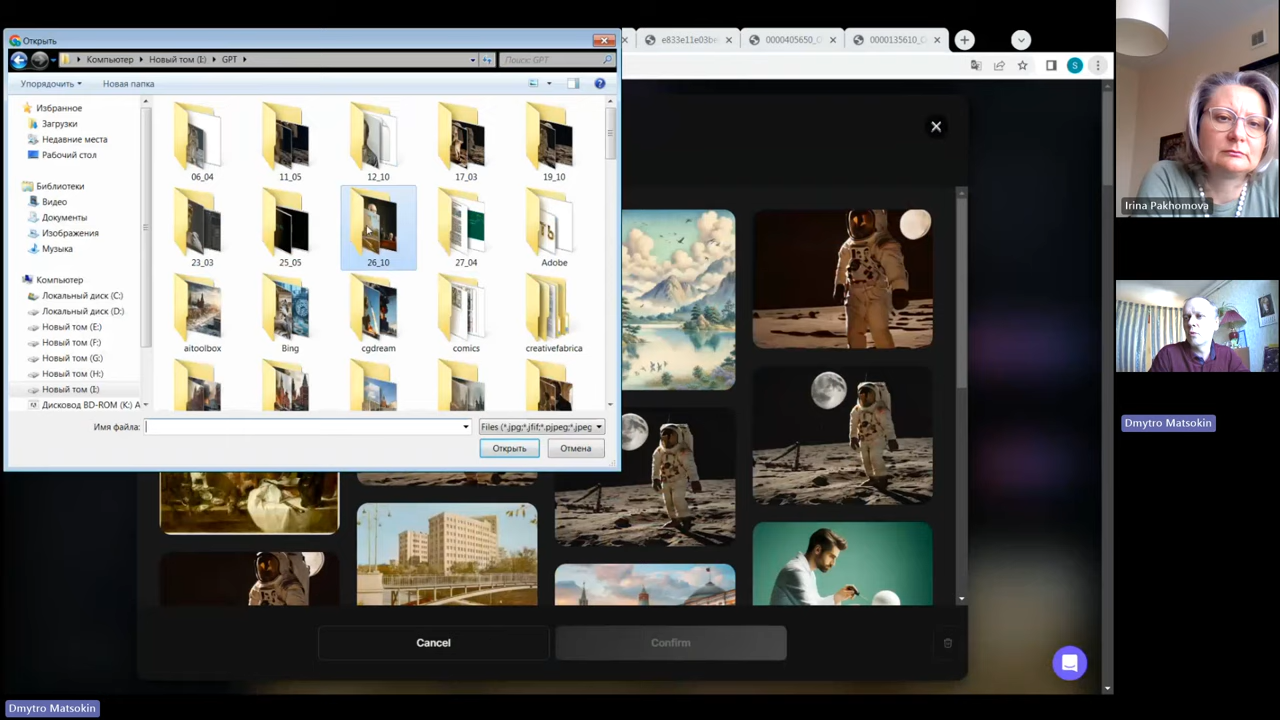 Открыть
Компьютер
Новый том (I:)
GPT
Поиск: GPT
Упорядочить
Новая папка
Избранное
Загрузки
Недавние места
Рабочий стол
Библиотеки
Видео
Документы
Изображения
Музыка
Компьютер
Локальный диск (C:)
Локальный диск (D:)
Новый том (E:)
Новый том (F:)
Новый том (G:)
Новый том (H:)
Новый том (I:)
Дисковод BD-ROM (K:) A
06_04
11_05
12_10
17_03
19_10
23_03
25_05
26_10
27_04
Adobe
aitoolbox
Bing
cgdream
comics
creativefabrica
Имя файла:
Files (*.jpg;*.jfif;*.pjpeg;*.jpeg
Открыть
Отмена
0000405650_
0000135610_
S
Cancel
Confirm
Irina Pakhomova
Dmytro Matsokin
Dmytro Matsokin